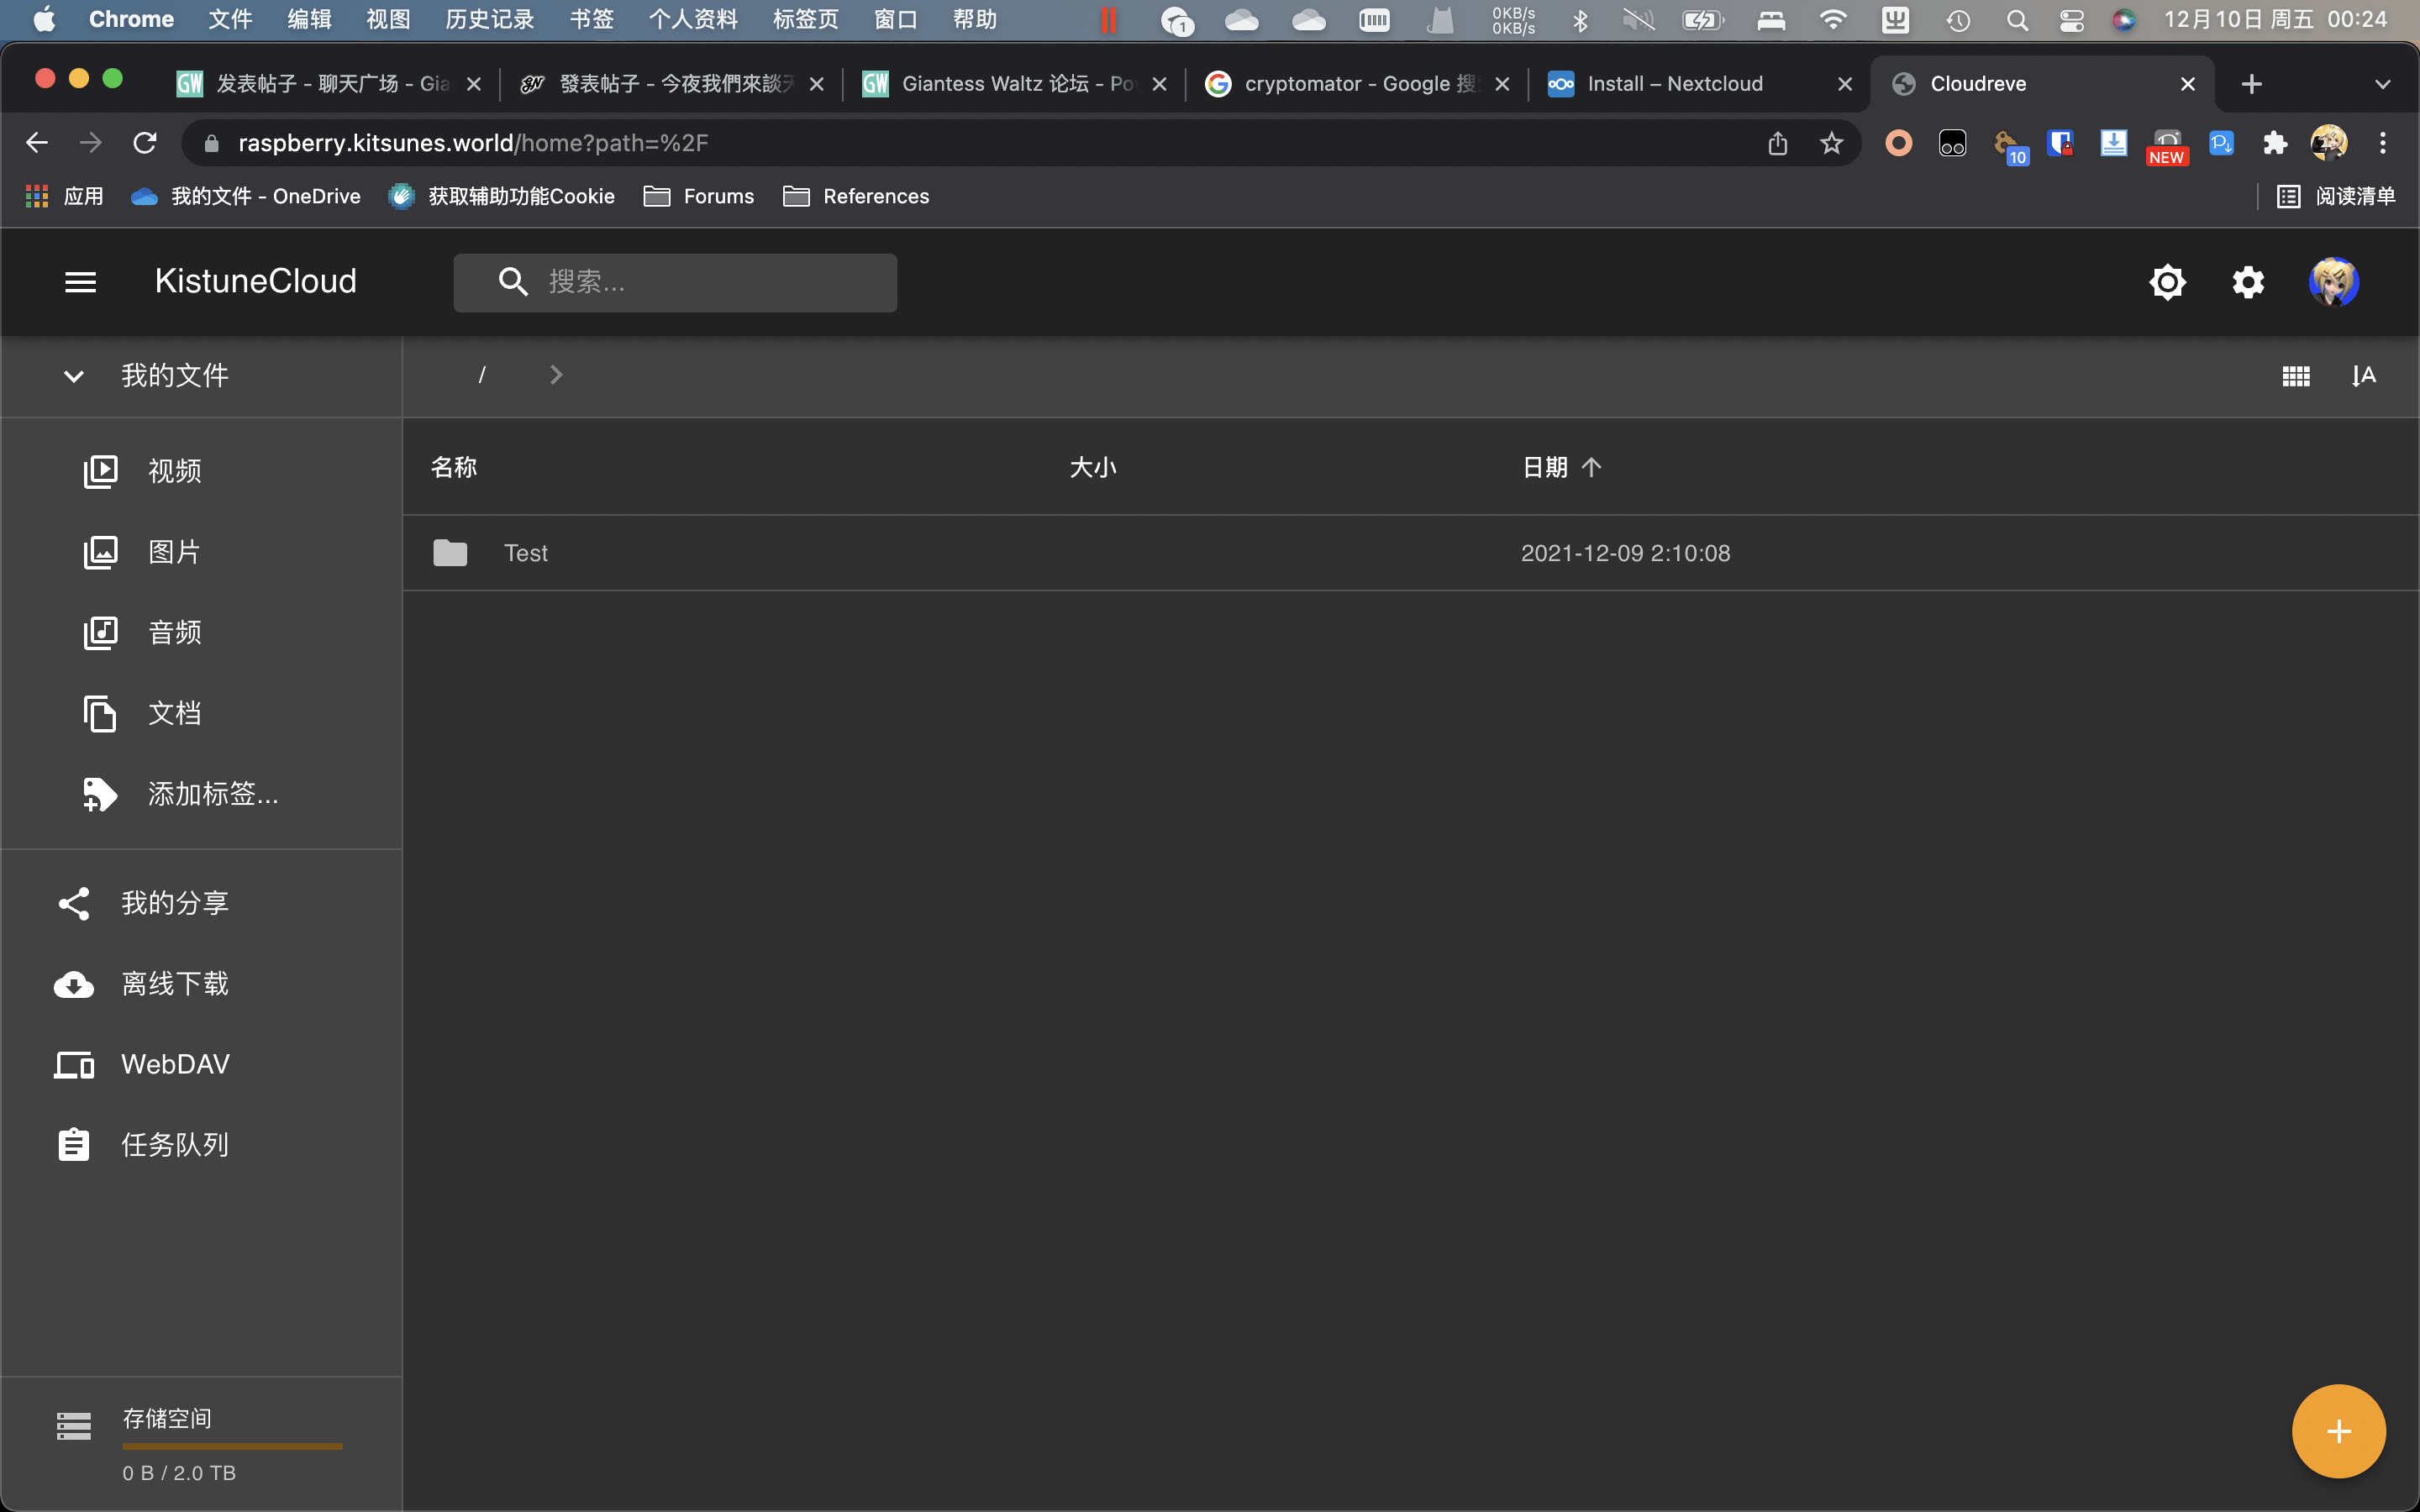 Chrome 文件 编辑 视图 历史记录 书签 个人资料 标签页 窗口 帮助 1 0KB/s 12月10日 周五 00:24
0KB/s
GW 发表帖子 - 聊天广场 - Gia 發表帖子 - 今夜我們來談天 GW Giantess Waltz 论坛 - Po cryptomator - Google 搜 Install – Nextcloud Cloudreve
raspberry.kitsunes.world/home?path=%2F 10 NEW
应用 我的文件 - OneDrive 获取辅助功能Cookie Forums References 阅读清单
KistuneCloud 搜索...
我的文件 / A
名称 大小 日期
视频
图片
Test 2021-12-09 2:10:08
音频
文档
添加标签...
我的分享
离线下载
WebDAV
任务队列
存储空间
0 B / 2.0 TB